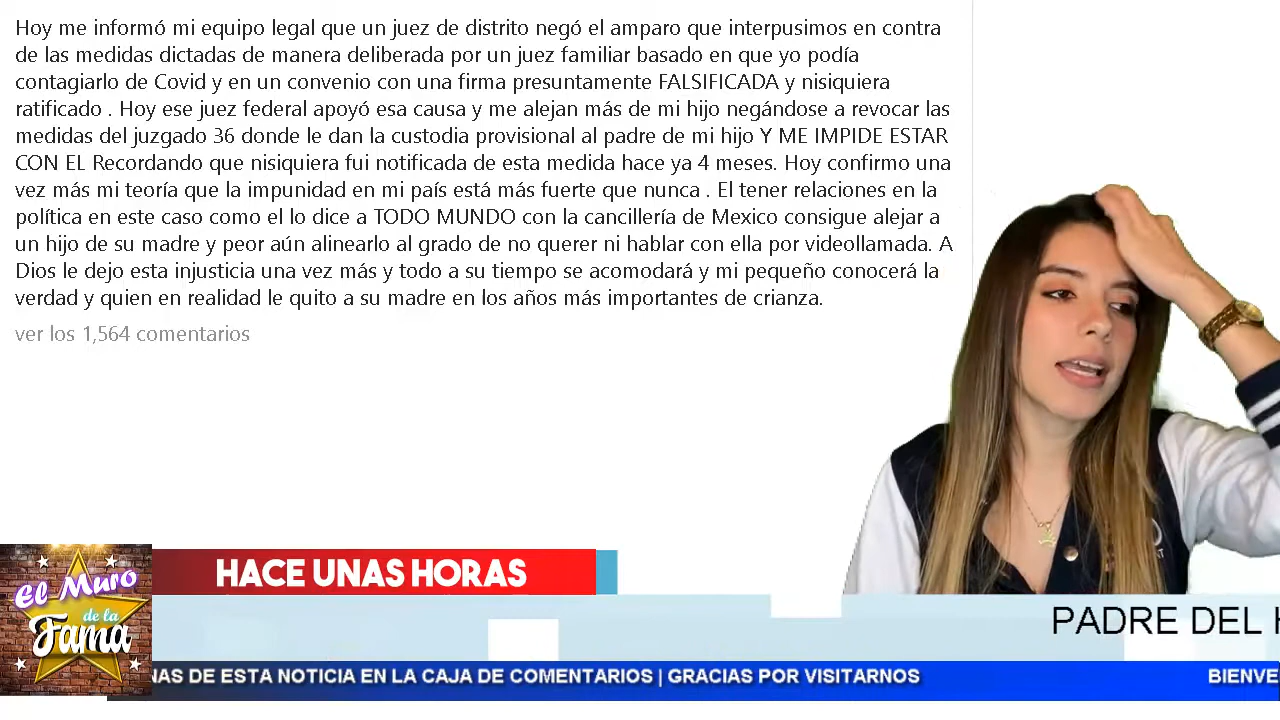 Hoy me informó mi equipo legal que un juez de distrito negó el amparo que interpusimos en contra
de las medidas dictadas de manera deliberada por un juez familiar basado en que yo podía
contagiarlo de Covid y en un convenio con una firma presuntamente FALSIFICADA y nisiquiera
ratificado . Hoy ese juez federal apoyó esa causa y me alejan más de mi hijo negándose a revocar las
medidas del juzgado 36 donde le dan la custodia provisional al padre de mi hijo Y ME IMPIDE ESTAR
CON EL Recordando que nisiquiera fui notificada de esta medida hace ya 4 meses. Hoy confirmo una
vez más mi teoría que la impunidad en mi país está más fuerte que nunca . El tener relaciones en la
política en este caso como el lo dice a TODO MUNDO con la cancillería de Mexico consigue alejar a
un hijo de su madre y peor aún alinearlo al grado de no querer ni hablar con ella por videollamada. A
Dios le dejo esta injusticia una vez más y todo a su tiempo se acomodará y mi pequeño conocerá la
verdad y quien en realidad le quito a su madre en los años más importantes de crianza.
ver los 1,564 comentarios
HACE UNAS HORAS
El Muro
de la
Fama
PADRE DEL
NAS DE ESTA NOTICIA EN LA CAJA DE COMENTARIOS | GRACIAS POR VISITARNOS
BIENVE